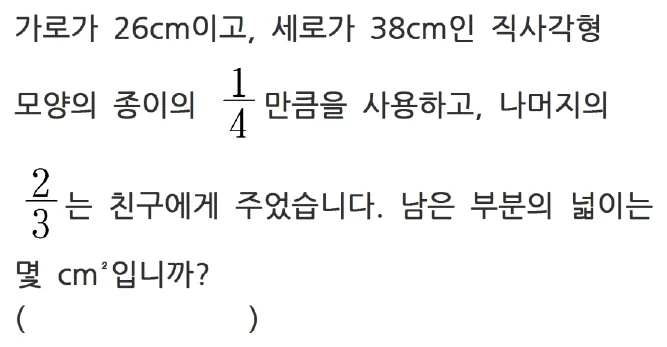 가로가 26cm이고, 세로가 38cm인 직사각형
모양의 종이의 1/4 만큼을 사용하고, 나머지의
2/3 는 친구에게 주었습니다. 남은 부분의 넓이는
몇 cm²입니까?
( )